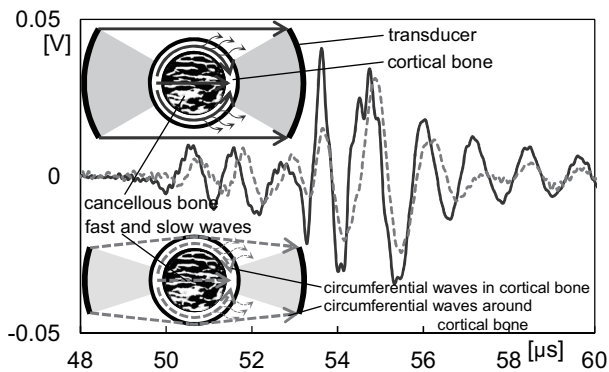 0.05
[V]
transducer
cortical bone
0
cancellous bone
fast and slow waves
circumferential waves in cortical bone
circumferential waves around
cortical bone
-0.05
48 50 52 54 56 58 60
[μs]